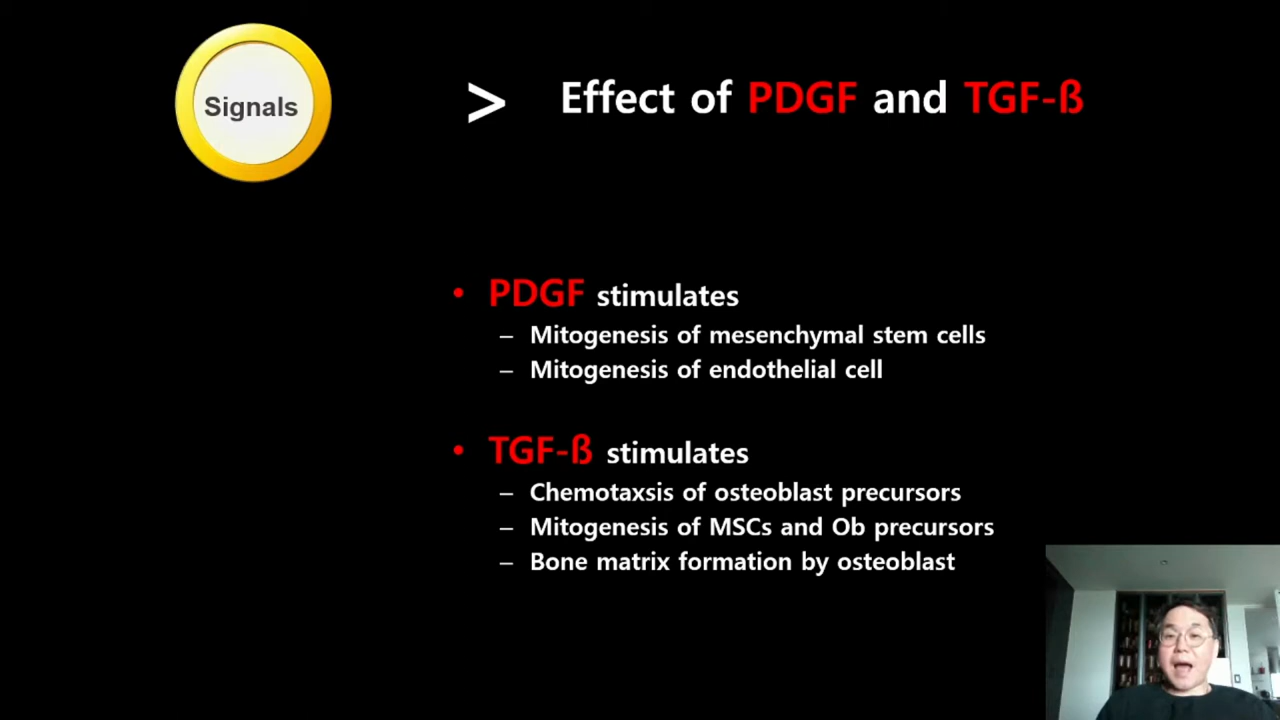 Signals
> Effect of PDGF and TGF-ß
• PDGF stimulates
– Mitogenesis of mesenchymal stem cells
– Mitogenesis of endothelial cell
• TGF-ß stimulates
– Chemotaxsis of osteoblast precursors
– Mitogenesis of MSCs and Ob precursors
– Bone matrix formation by osteoblast